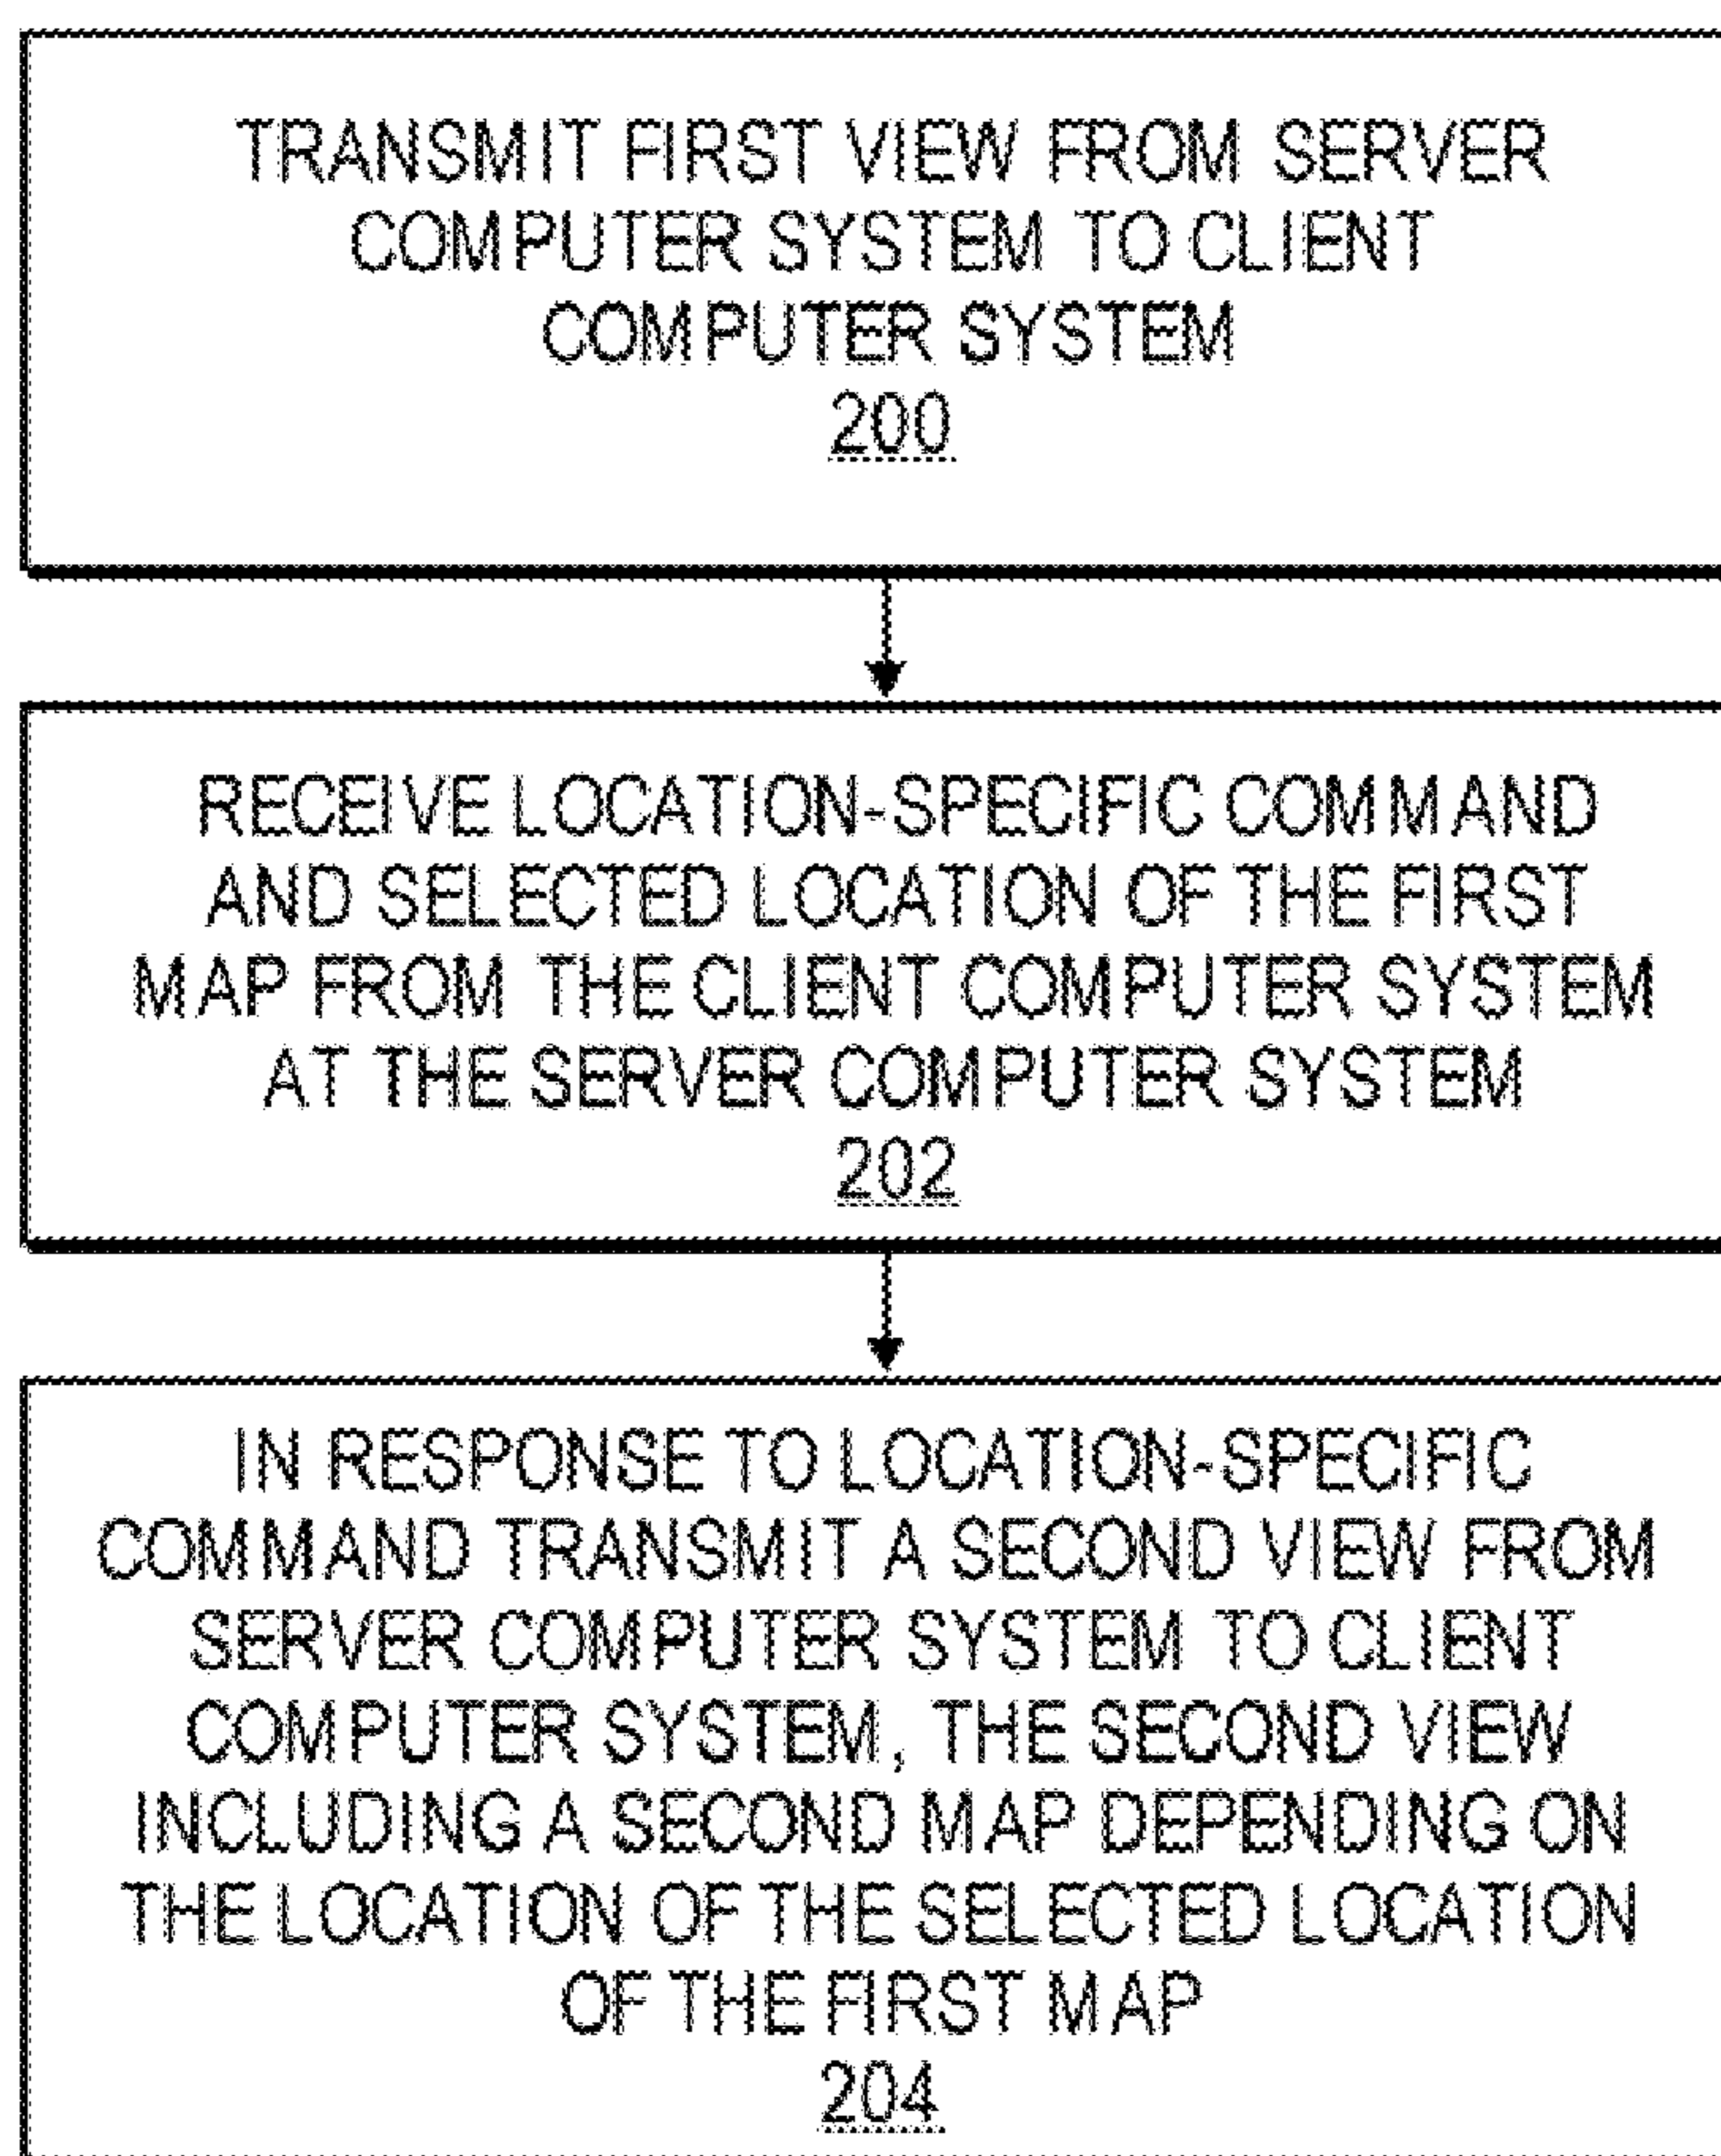 TRANSMIT FIRST VIEW FROM SERVER
COMPUTER SYSTEM TO CLIENT
COMPUTER SYSTEM
200
RECEIVE LOCATION-SPECIFIC COMMAND
AND SELECTED LOCATION OF THE FIRST
MAP FROM THE CLIENT COMPUTER SYSTEM
AT THE SERVER COMPUTER SYSTEM
202
IN RESPONSE TO LOCATION-SPECIFIC
COMMAND TRANSMIT A SECOND VIEW FROM
SERVER COMPUTER SYSTEM TO CLIENT
COMPUTER SYSTEM, THE SECOND VIEW
INCLUDING A SECOND MAP DEPENDING ON
THE LOCATION OF THE SELECTED LOCATION
OF THE FIRST MAP
204